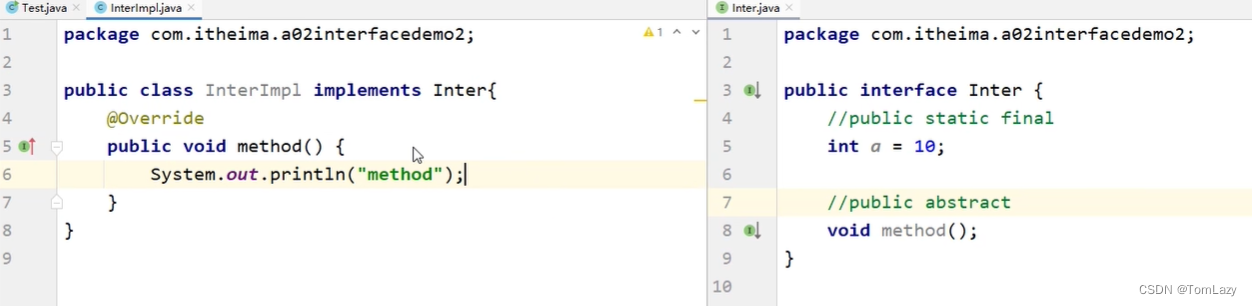 Test.java InterImpl.java
1 package com.itheima.a02interfacedemo2;
1
2
3 public class InterImpl implements Inter{
4 @Override
5 public void method() {
6 System.out.println("method");
7 }
8 }
9
Inter.java
1 package com.itheima.a02interfacedemo2;
2
3 public interface Inter {
4 //public static final
5 int a = 10;
6
7 //public abstract
8 void method();
9 }
10
CSDN @TomLazy